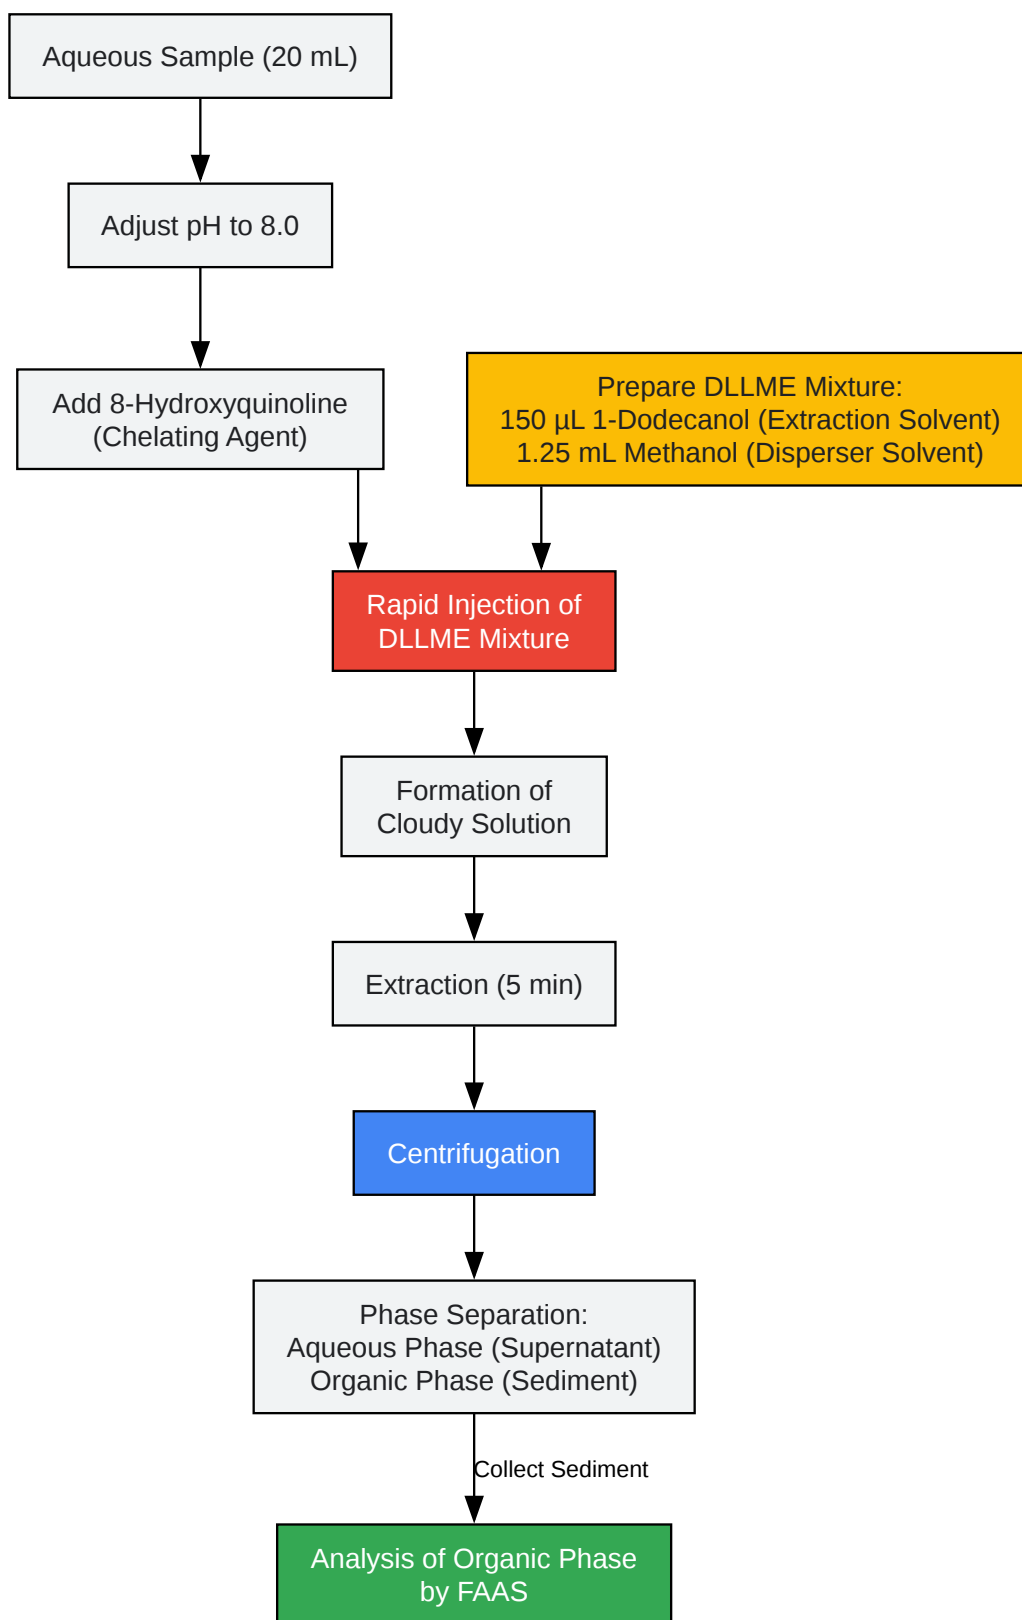 Aqueous Sample (20 mL)
Adjust pH to 8.0
Add 8-Hydroxyquinoline
(Chelating Agent)
Prepare DLLME Mixture:
150 µL 1-Dodecanol (Extraction Solvent)
1.25 mL Methanol (Disperser Solvent)
Rapid Injection of
DLLME Mixture
Formation of
Cloudy Solution
Extraction (5 min)
Centrifugation
Phase Separation:
Aqueous Phase (Supernatant)
Organic Phase (Sediment)
Collect Sediment
Analysis of Organic Phase
by FAAS